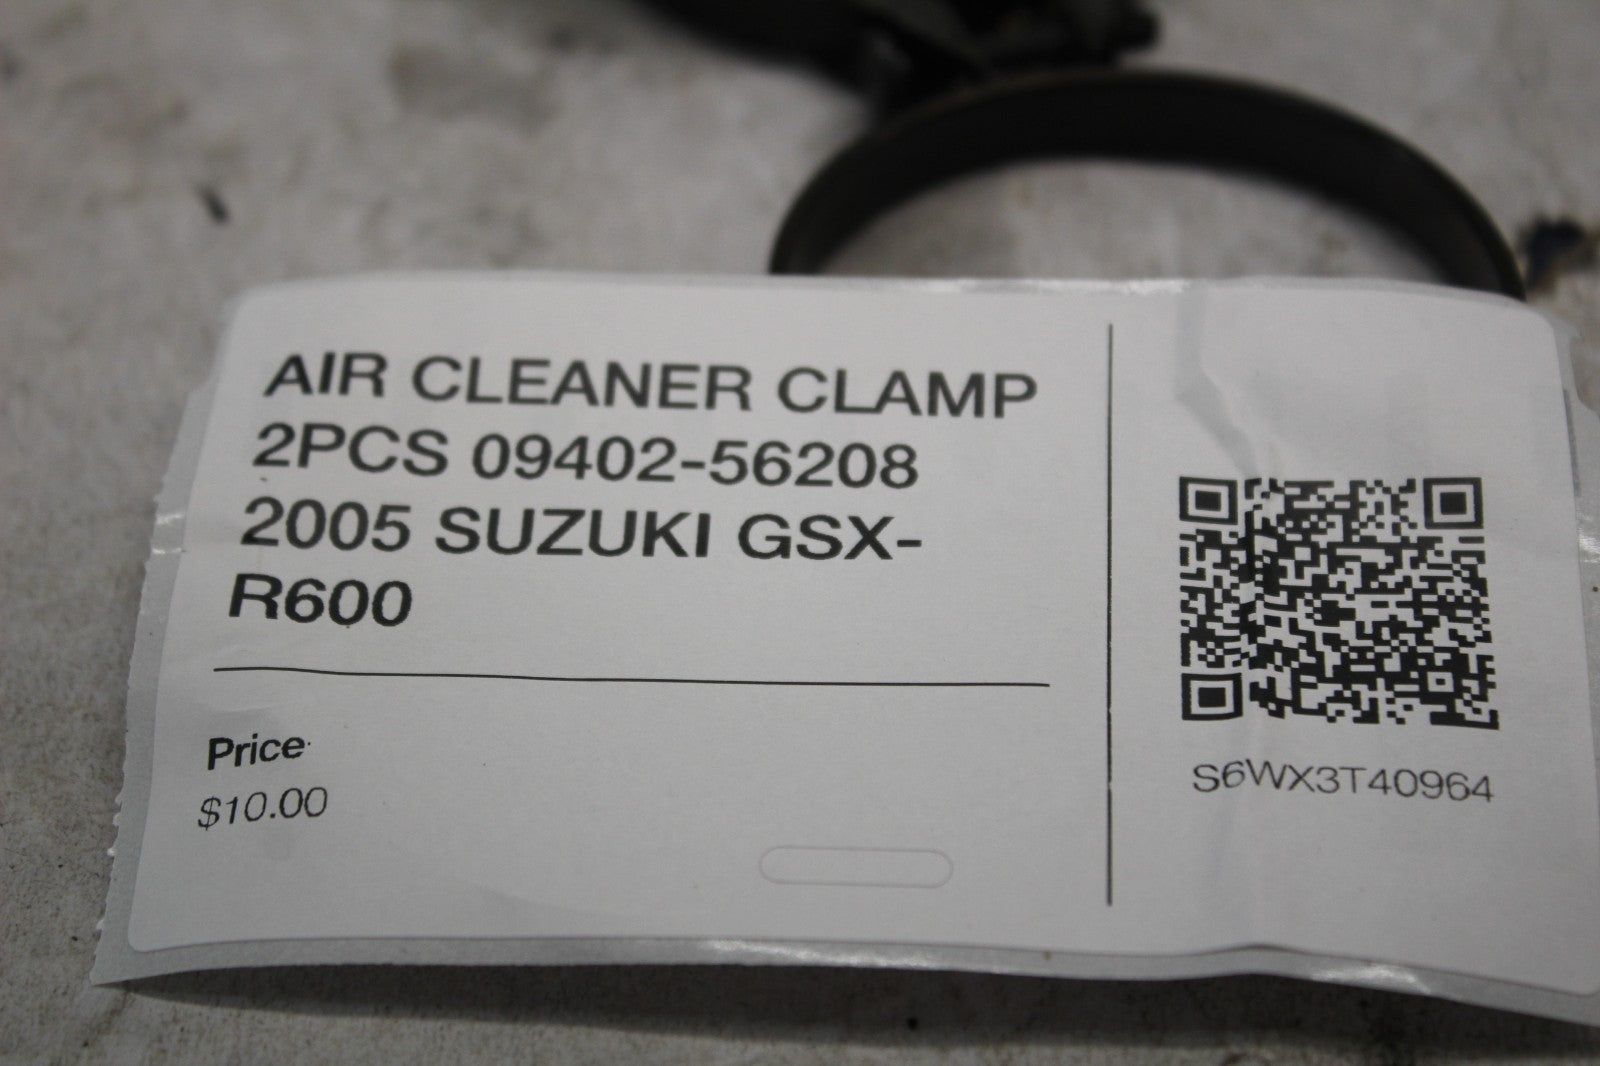 AIR CLEANER CLAMP
2PCS 09402-56208
2005 SUZUKI GSX-
R600
Price
$10.00
S6WX3T40964